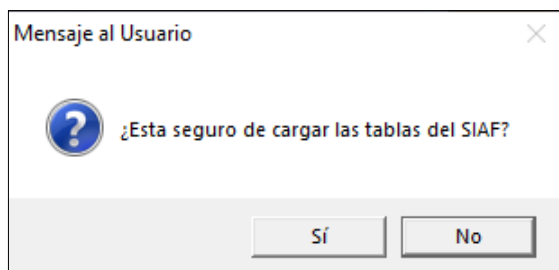 Mensaje al Usuario
¿Esta seguro de cargar las tablas del SIAF?
Sí
No